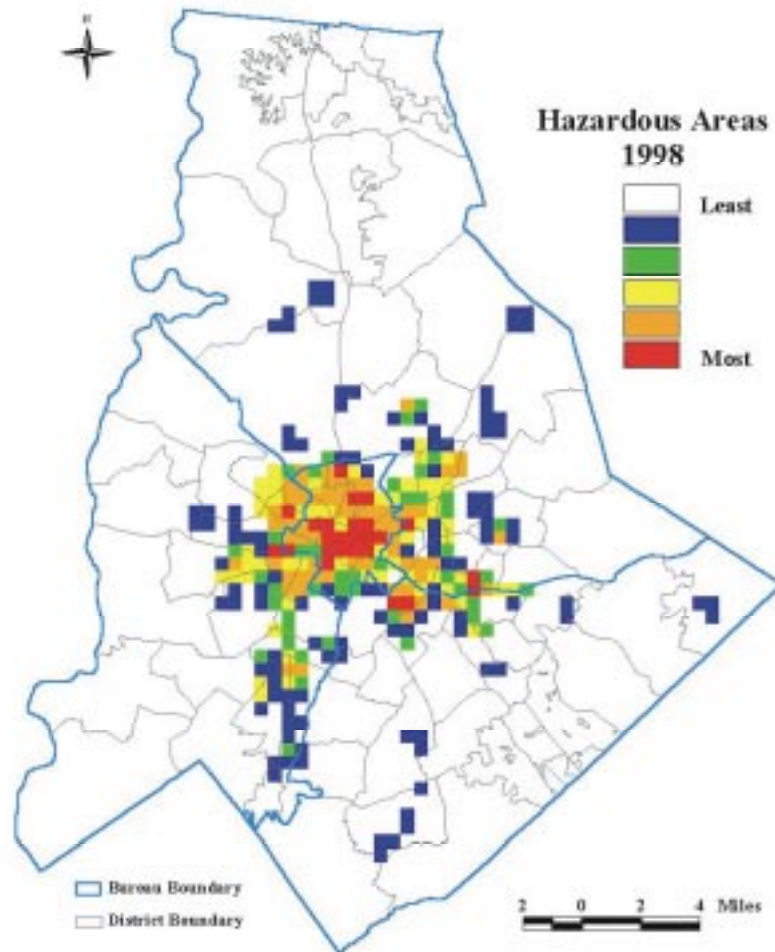 N
Hazardous Areas
1998
Least
Most
Bureau Boundary
District Boundary
2 0 2 4 Miles